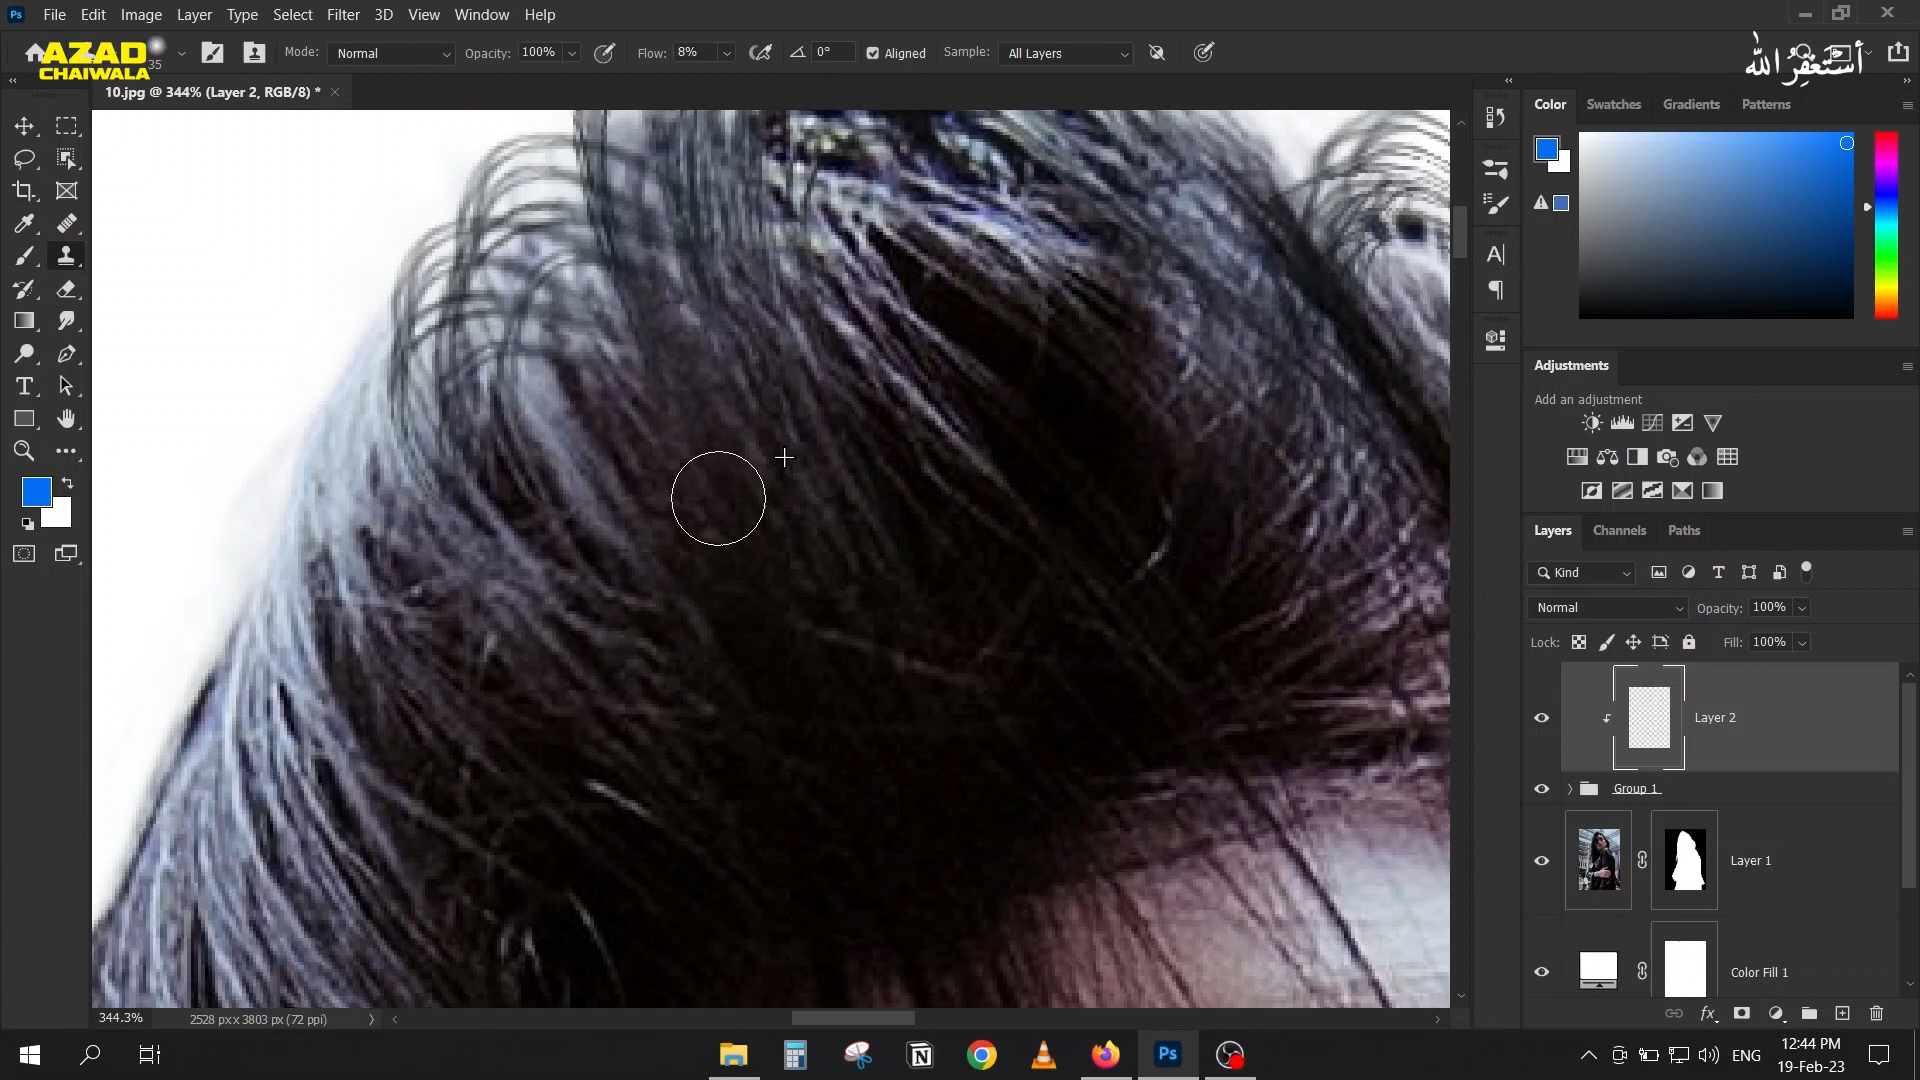 File Edit Image Layer Type Select Filter 3D View Window Help
AZAD
CHAIWALA
35
Mode: Normal Opacity: 100% Flow: 8% 0° Aligned Sample: All Layers
أستغفر الله
10.jpg @ 344% (Layer 2, RGB/8) *
Color Swatches Gradients Patterns
Adjustments
Add an adjustment
Layers Channels Paths
Kind
Normal Opacity: 100%
Lock: Fill: 100%
Layer 2
Group 1
Layer 1
Color Fill 1
344.3% 2528 px x 3803 px (72 ppi)
ENG 12:44 PM
19-Feb-23